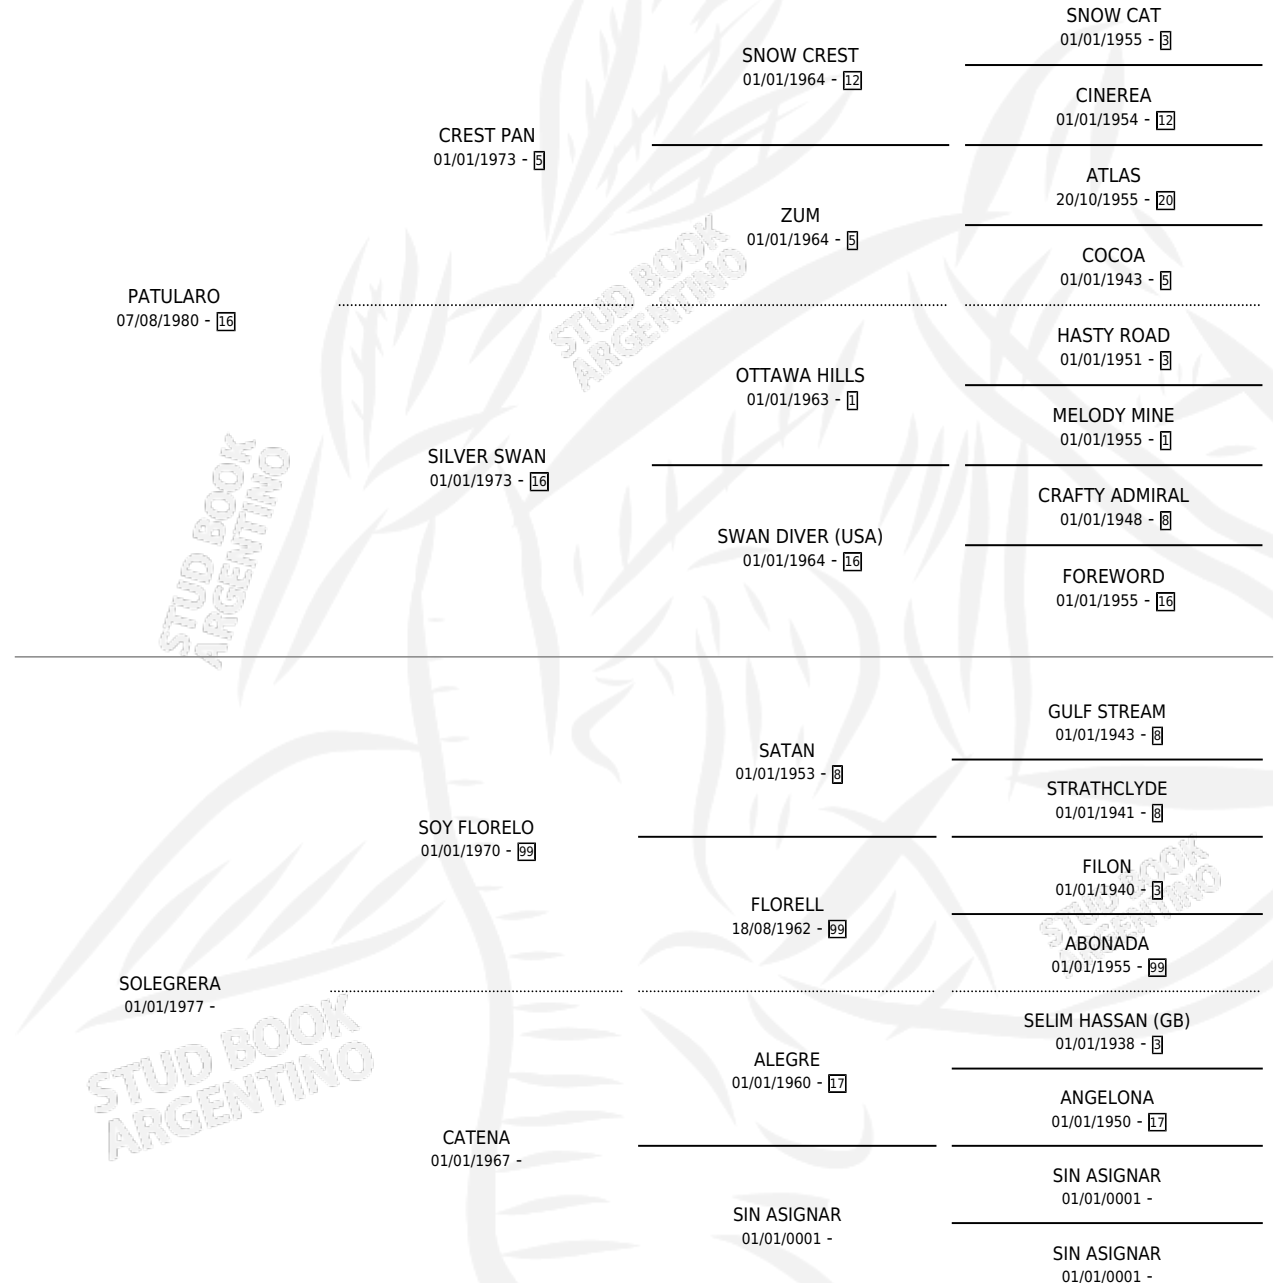 SNOW CAT
01/01/1955 - 3
SNOW CREST
01/01/1964 - 12
CINEREA
01/01/1954 - 12
CREST PAN
01/01/1973 - 5
ATLAS
20/10/1955 - 20
ZUM
01/01/1964 - 5
COCOA
01/01/1943 - 5
PATULARO
07/08/1980 - 16
HASTY ROAD
01/01/1951 - 3
OTTAWA HILLS
01/01/1963 - 1
MELODY MINE
01/01/1955 - 1
SILVER SWAN
01/01/1973 - 16
CRAFTY ADMIRAL
01/01/1948 - 8
SWAN DIVER (USA)
01/01/1964 - 16
FOREWORD
01/01/1955 - 16
STUD BOOK
ARGENTINO
STUD BOOK
ARGENTINO
GULF STREAM
01/01/1943 - 8
SATAN
01/01/1953 - 8
STRATHCLYDE
01/01/1941 - 8
SOY FLORELO
01/01/1970 - 99
FILON
01/01/1940 - 3
FLORELL
18/08/1962 - 99
ABONADA
01/01/1955 - 99
SOLEGRERA
01/01/1977 -
SELIM HASSAN (GB)
01/01/1938 - 3
ALEGRE
01/01/1960 - 17
ANGELONA
01/01/1950 - 17
CATENA
01/01/1967 -
SIN ASIGNAR
01/01/0001 -
SIN ASIGNAR
01/01/0001 -
SIN ASIGNAR
01/01/0001 -
STUD BOOK
ARGENTINO
STUD BOOK
ARGENTINO